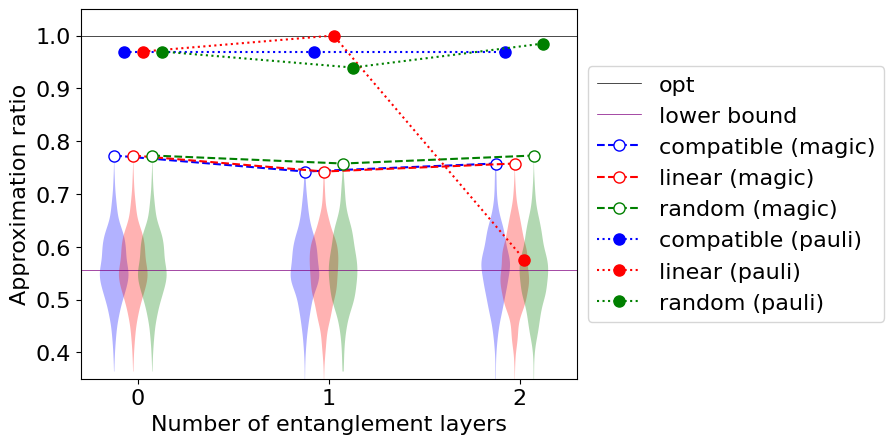 1.0
0.9
0.8
0.7
0.6
0.5
0.4
Approximation ratio
0
1
2
Number of entanglement layers
opt
lower bound
compatible (magic)
linear (magic)
random (magic)
compatible (pauli)
linear (pauli)
random (pauli)